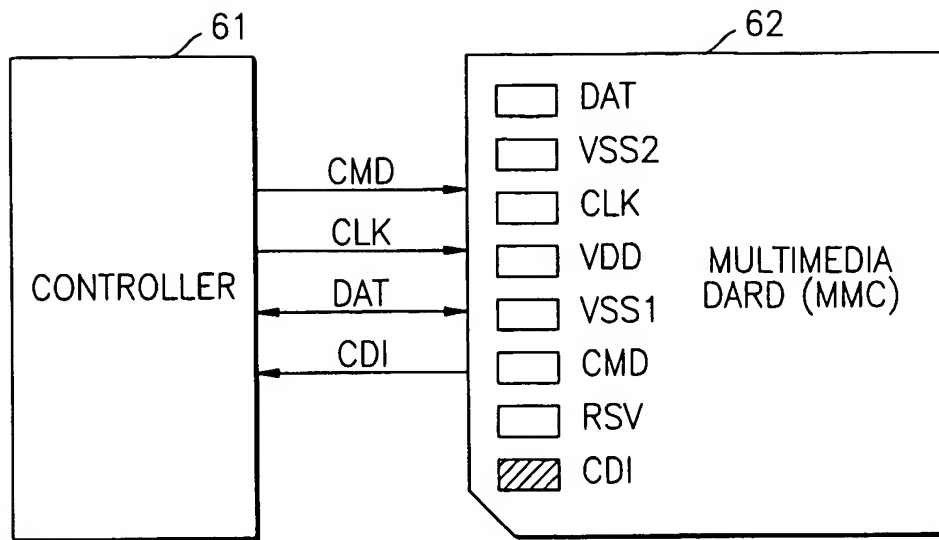 61
62
CONTROLLER
CMD
CLK
DAT
CDI
DAT
VSS2
CLK
VDD
VSS1
CMD
RSV
CDI
MULTIMEDIA
DARD (MMC)